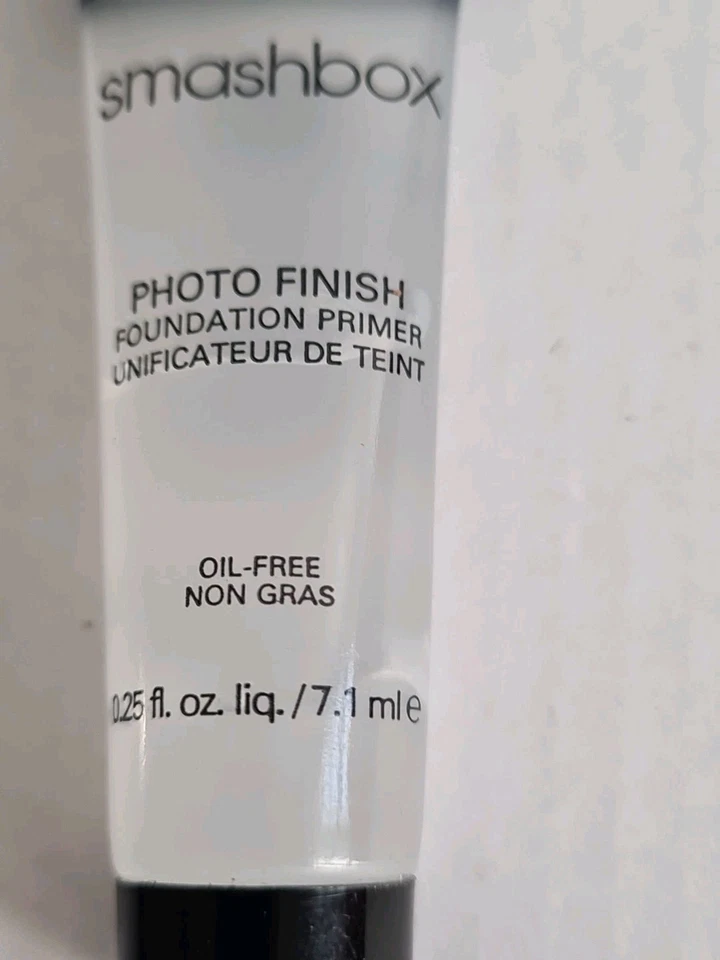 smashbox
PHOTO FINISH
FOUNDATION PRIMER
UNIFICATEUR DE TEINT
OIL-FREE
NON GRAS
0.25 fl. oz. liq. / 7.1 ml e